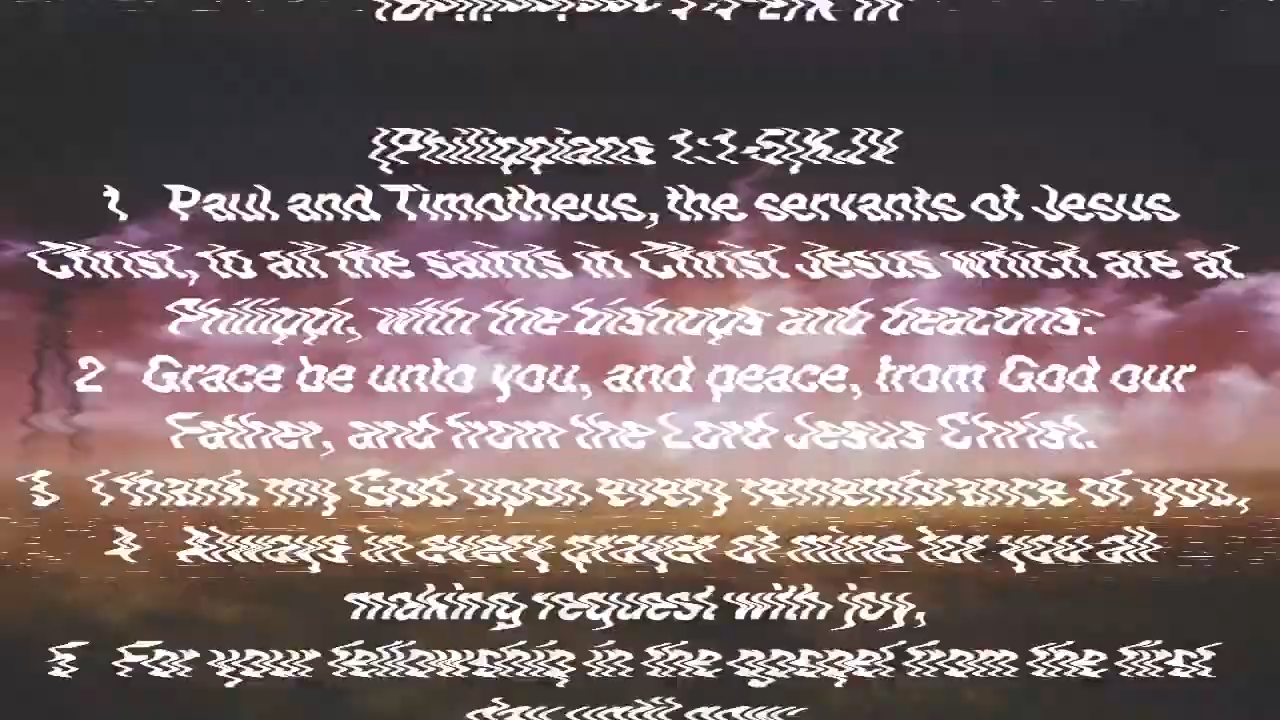 (Philippians 1:1-5)KJV
1 Paul and Timotheus, the servants of Jesus
Christ, to all the saints in Christ Jesus which are at
Philippi, with the bishops and deacons:
2 Grace be unto you, and peace, from God our
Father, and from the Lord Jesus Christ.
3 I thank my God upon every remembrance of you,
4 Always in every prayer of mine for you all
making request with joy,
5 For your fellowship in the gospel from the first
day until now;